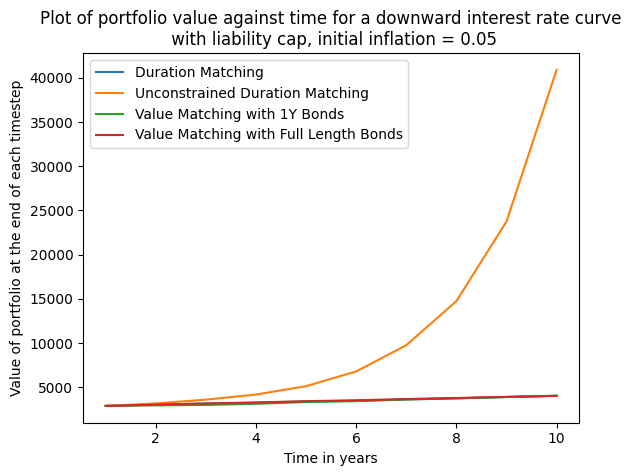 Plot of portfolio value against time for a downward interest rate curve
with liability cap, initial inflation = 0.05
Duration Matching
Unconstrained Duration Matching
Value Matching with 1Y Bonds
Value Matching with Full Length Bonds
Value of portfolio at the end of each timestep
40000
35000
30000
25000
20000
15000
10000
5000
2
4
6
8
10
Time in years